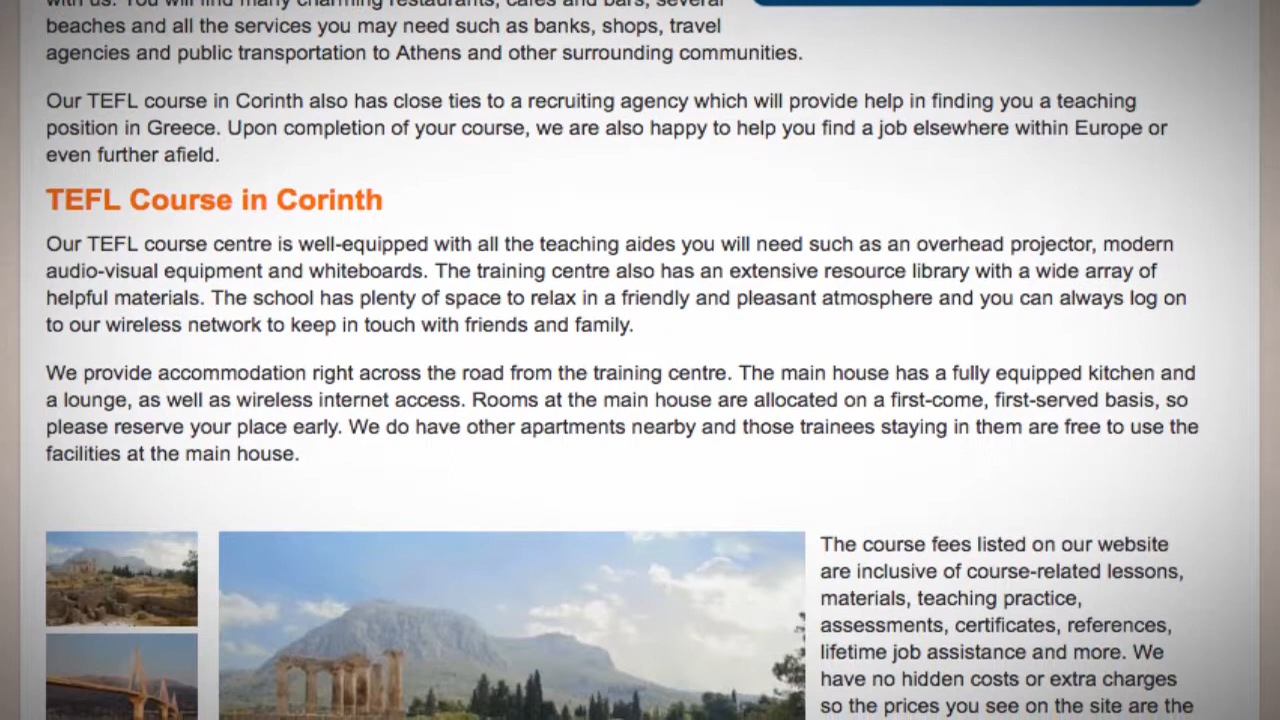 with us. You will find many charming restaurants, cafes and bars, several
beaches and all the services you may need such as banks, shops, travel
agencies and public transportation to Athens and other surrounding communities.
Our TEFL course in Corinth also has close ties to a recruiting agency which will provide help in finding you a teaching
position in Greece. Upon completion of your course, we are also happy to help you find a job elsewhere within Europe or
even further afield.
TEFL Course in Corinth
Our TEFL course centre is well-equipped with all the teaching aides you will need such as an overhead projector, modern
audio-visual equipment and whiteboards. The training centre also has an extensive resource library with a wide array of
helpful materials. The school has plenty of space to relax in a friendly and pleasant atmosphere and you can always log on
to our wireless network to keep in touch with friends and family.
We provide accommodation right across the road from the training centre. The main house has a fully equipped kitchen and
a lounge, as well as wireless internet access. Rooms at the main house are allocated on a first-come, first-served basis, so
please reserve your place early. We do have other apartments nearby and those trainees staying in them are free to use the
facilities at the main house.
The course fees listed on our website
are inclusive of course-related lessons,
materials, teaching practice,
assessments, certificates, references,
lifetime job assistance and more. We
have no hidden costs or extra charges
so the prices you see on the site are the